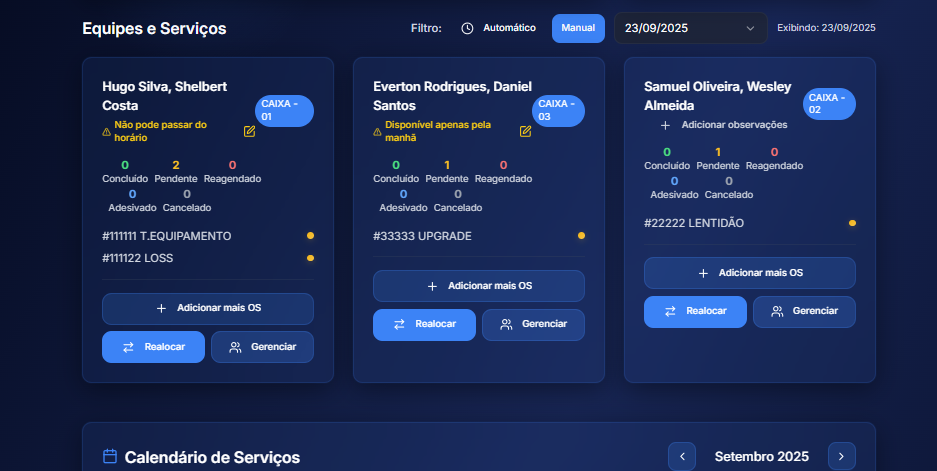 Equipes e Serviços
Filtro:
Automático
Manual
23/09/2025
Exibindo: 23/09/2025
Hugo Silva, Shelbert
Costa
CAIXA -
01
Não pode passar do
horário
0
2
0
Concluído
Pendente
Reagendado
0
0
Adesivado
Cancelado
#111111 T.EQUIPAMENTO
#111122 LOSS
Adicionar mais OS
Realocar
Gerenciar
Everton Rodrigues, Daniel
Santos
CAIXA -
03
Disponível apenas pela
manhã
0
1
0
Concluído
Pendente
Reagendado
0
0
Adesivado
Cancelado
#33333 UPGRADE
Adicionar mais OS
Realocar
Gerenciar
Samuel Oliveira, Wesley
Almeida
CAIXA -
02
Adicionar observações
0
1
0
Concluído
Pendente
Reagendado
0
0
Adesivado
Cancelado
#22222 LENTIDÃO
Adicionar mais OS
Realocar
Gerenciar
Calendário de Serviços
Setembro 2025